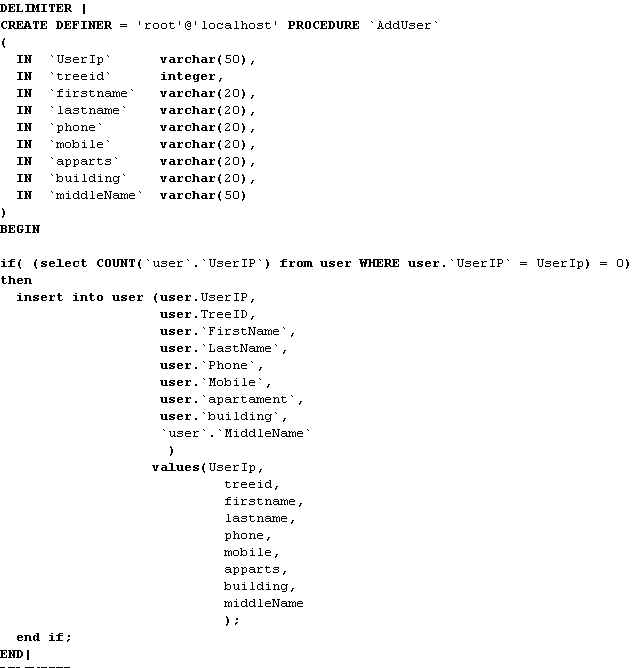 DELIMITER |
CREATE DEFINER = 'root'@'localhost' PROCEDURE `AddUser`
(
  IN  `UserIp`      varchar(50),
  IN  `treeid`      integer,
  IN  `firstname`   varchar(20),
  IN  `lastname`    varchar(20),
  IN  `phone`       varchar(20),
  IN  `mobile`      varchar(20),
  IN  `apparts`     varchar(20),
  IN  `building`    varchar(20),
  IN  `middleName`  varchar(50)
)
BEGIN
if( (select COUNT(`user`.`UserIP`) from user WHERE user.`UserIP` = UserIp) = 0)
then
  insert into user (user.UserIP,
                    user.TreeID,
                    user.`FirstName`,
                    user.`LastName`,
                    user.`Phone`,
                    user.`Mobile`,
                    user.`apartament`,
                    user.`building`,
                    `user`.`MiddleName`
                     )
                   values(UserIp,
                            treeid,
                            firstname,
                            lastname,
                            phone,
                            mobile,
                            apparts,
                            building,
                            middleName
                            );
  end if;
END|